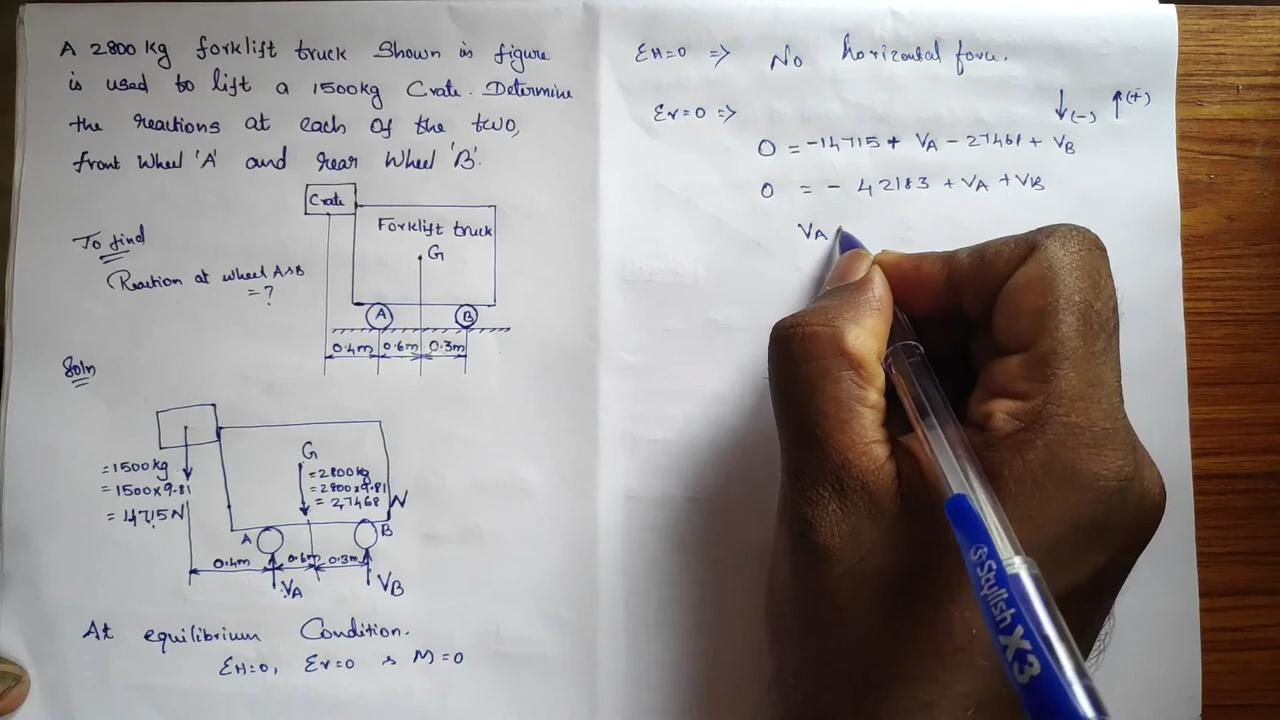 A 2800 kg forklift truck Shown in figure
is used to lift a 1500kg Crate. Determine
the reactions at each of the two,
front wheel 'A' and rear wheel 'B'.
Crate
Forklift truck
G
A B
0.4m 0.6m 0.3m
To find
Reaction at wheel A & B
= ?
Soln
G
=1500kg
=1500x9.81
=14715N
=2800kg
=2800x9.81
=27468 N
A B
0.4m 0.6m 0.3m
VA VB
At equilibrium Condition.
ΣH=0, Σv=0 & M=0
ΣH=0 => No horizontal force.
Σv=0 => ↓(-) ↑(+)
0 = -14715 + VA - 27468 + VB
0 = - 42183 + VA + VB
VA
Stylish X3